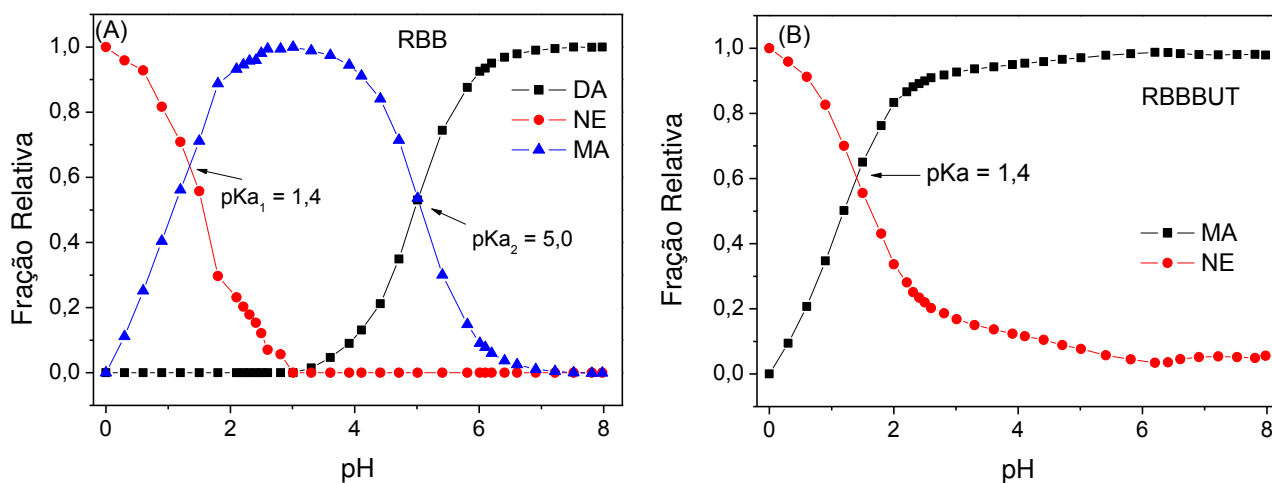 (A)
RBB
1,0
0,8
0,6
0,4
0,2
0,0
Fração Relativa
DA
NE
MA
pKa1 = 1,4
pKa2 = 5,0
0 2 4 6 8
pH
(B)
RBBBUT
1,0
0,8
0,6
0,4
0,2
0,0
Fração Relativa
pKa = 1,4
MA
NE
0 2 4 6 8
pH